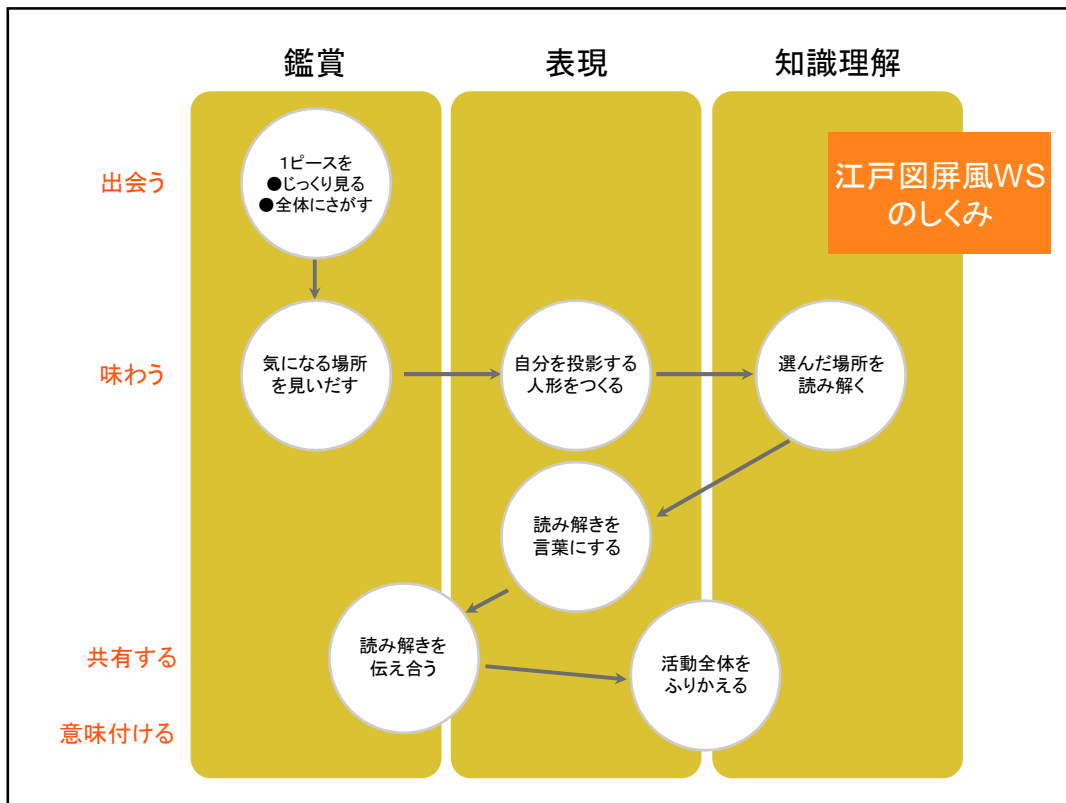 鑑賞
表現
知識理解
江戸図屏風WS
のしくみ
出会う
1ピースを
●じっくり見る
●全体にさがす
味わう
気になる場所
を見いだす
自分を投影する
人形をつくる
選んだ場所を
読み解く
読み解きを
言葉にする
共有する
読み解きを
伝え合う
活動全体を
ふりかえる
意味付ける